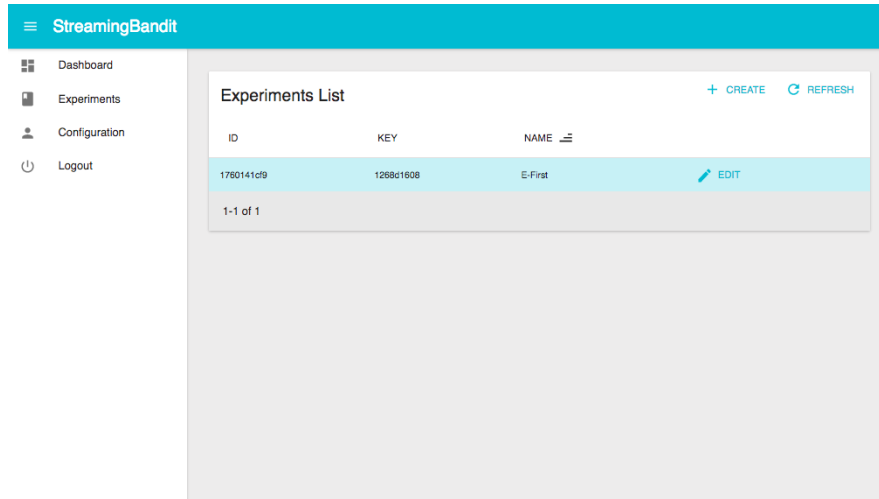 StreamingBandit
Dashboard
Experiments
Configuration
Logout
Experiments List
CREATE
REFRESH
ID KEY NAME
1760141cf9 1268d1608 E-First EDIT
1-1 of 1